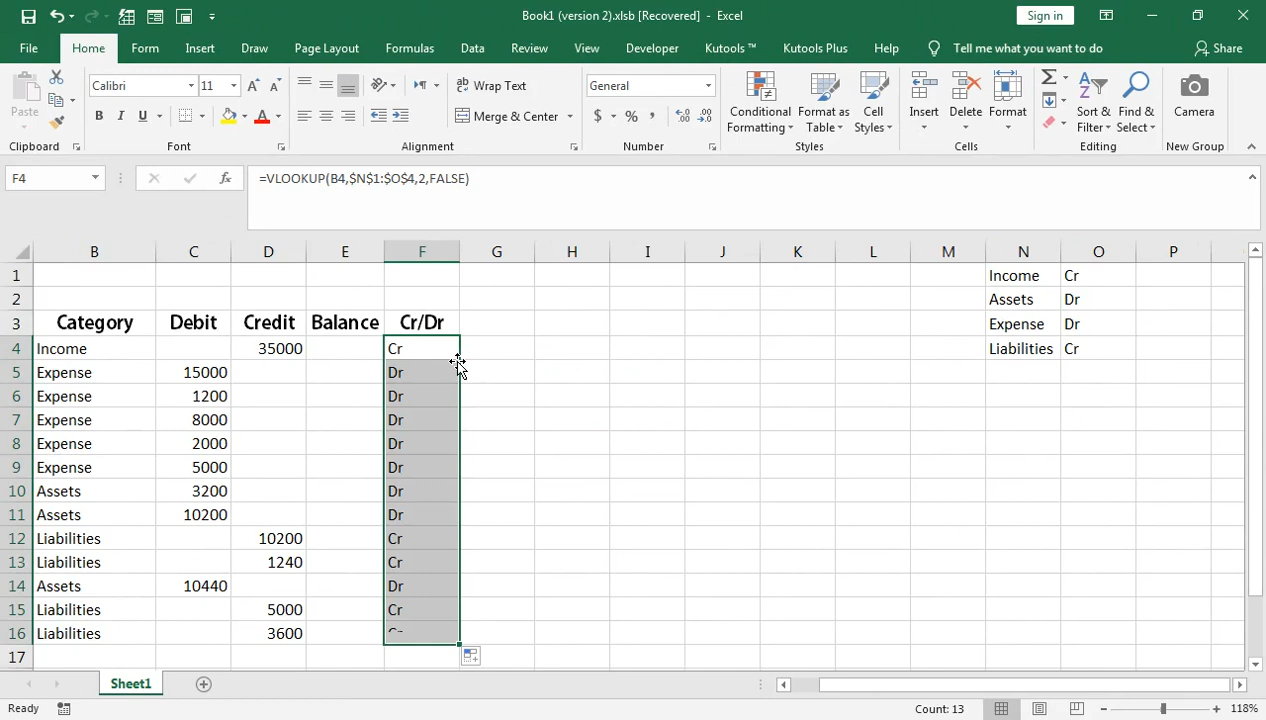 Book1 (version 2).xlsb [Recovered] - Excel
Sign in
File Home Form Insert Draw Page Layout Formulas Data Review View Developer Kutools ™ Kutools Plus Help Tell me what you want to do Share
Paste
Calibri 11
B I U
Wrap Text
Merge & Center
General
$ % ,
Conditional Formatting
Format as Table
Cell Styles
Insert
Delete
Format
Sort & Filter
Find & Select
Camera
Clipboard Font Alignment Number Styles Cells Editing New Group
F4 fx =VLOOKUP(B4,$N$1:$O$4,2,FALSE)
B C D E F G H I J K L M N O P
1 Income Cr
2 Assets Dr
3 Category Debit Credit Balance Cr/Dr Expense Dr
4 Income 35000 Cr Liabilities Cr
5 Expense 15000 Dr
6 Expense 1200 Dr
7 Expense 8000 Dr
8 Expense 2000 Dr
9 Expense 5000 Dr
10 Assets 3200 Dr
11 Assets 10200 Dr
12 Liabilities 10200 Cr
13 Liabilities 1240 Cr
14 Assets 10440 Dr
15 Liabilities 5000 Cr
16 Liabilities 3600 Cr
17
Sheet1
Ready Count: 13 118%